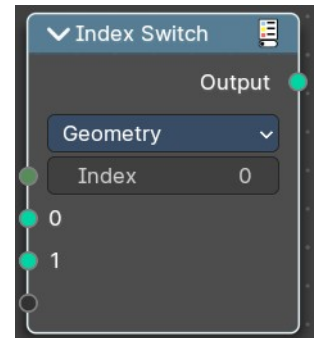 Index Switch
Output
Geometry
Index 0
0
1